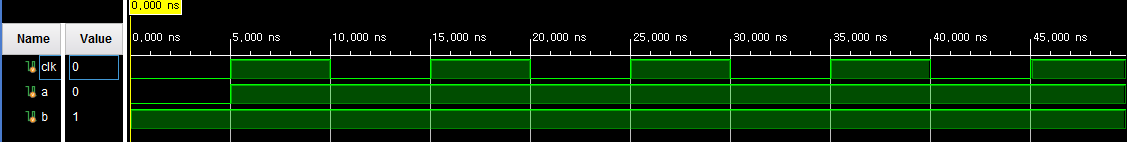 0,000 ns
Name Value
0,000 ns 5,000 ns 10,000 ns 15,000 ns 20,000 ns 25,000 ns 30,000 ns 35,000 ns 40,000 ns 45,000 ns
clk 0
a 0
b 1